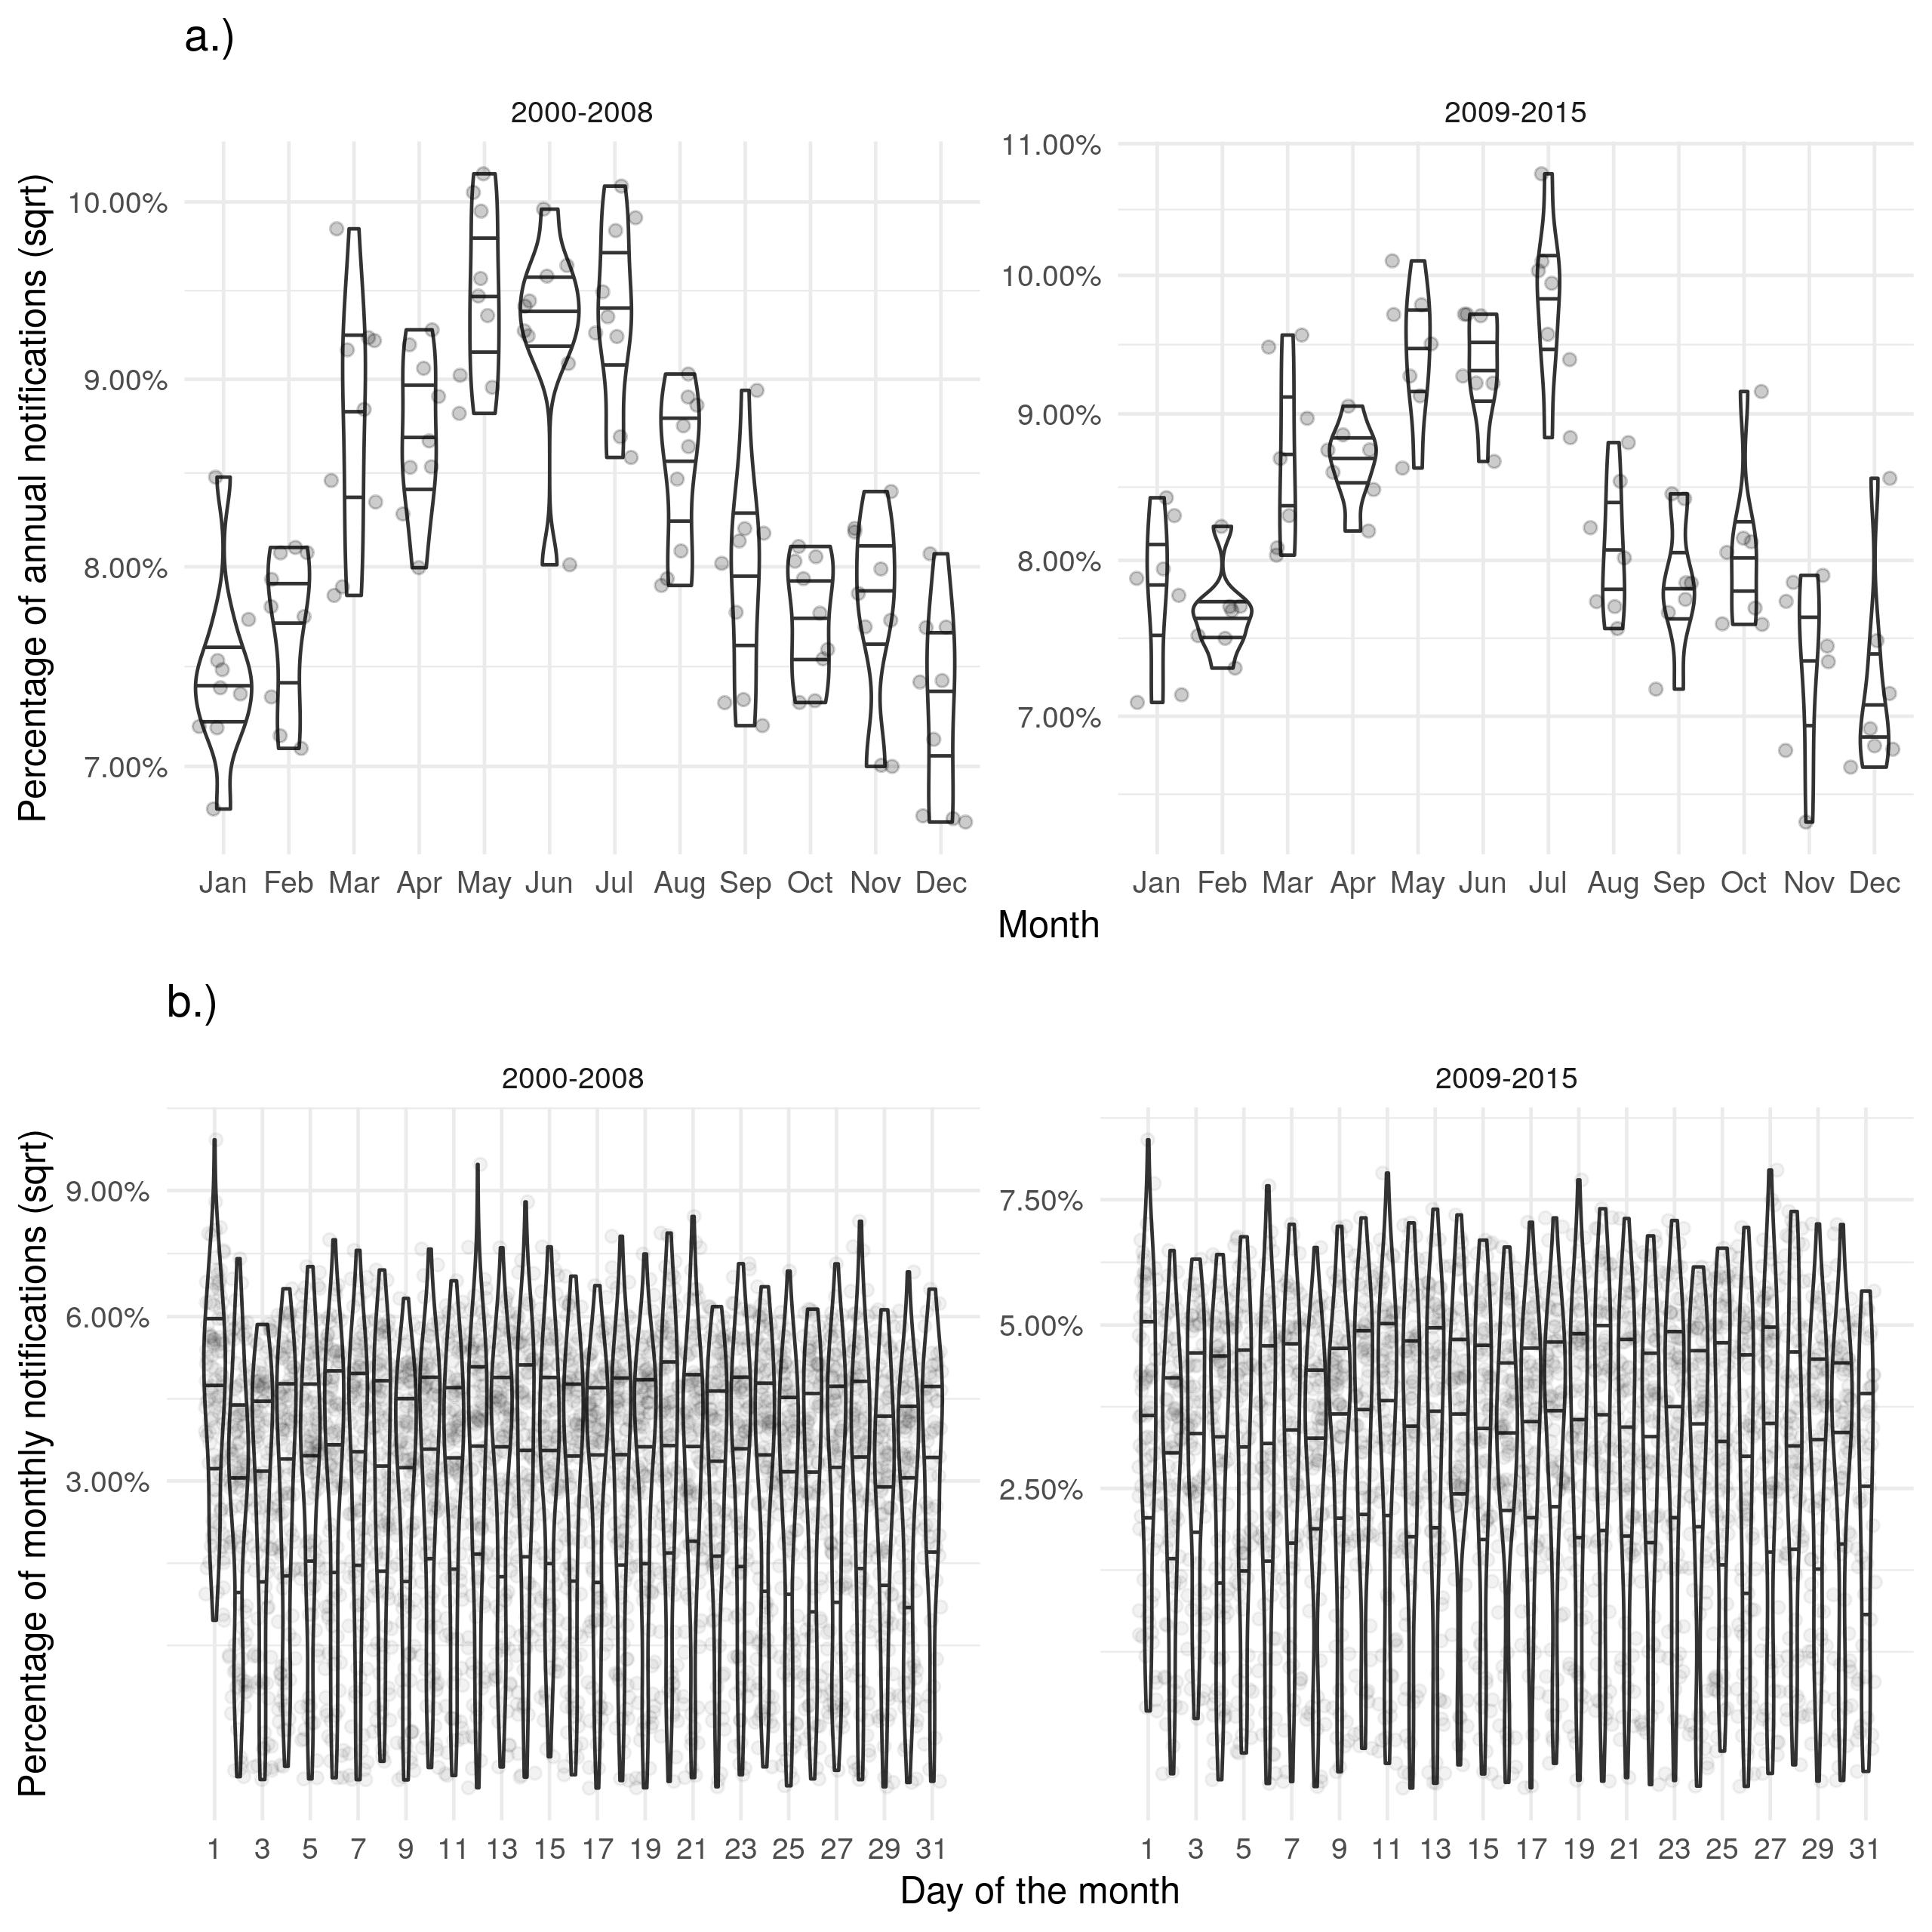 a.)
2000-2008
2009-2015
Percentage of annual notifications (sqrt)
10.00%
9.00%
8.00%
7.00%
11.00%
10.00%
9.00%
8.00%
7.00%
Jan Feb Mar Apr May Jun Jul Aug Sep Oct Nov Dec
Jan Feb Mar Apr May Jun Jul Aug Sep Oct Nov Dec
Month
b.)
2000-2008
2009-2015
Percentage of monthly notifications (sqrt)
9.00%
6.00%
3.00%
7.50%
5.00%
2.50%
1 3 5 7 9 11 13 15 17 19 21 23 25 27 29 31
1 3 5 7 9 11 13 15 17 19 21 23 25 27 29 31
Day of the month